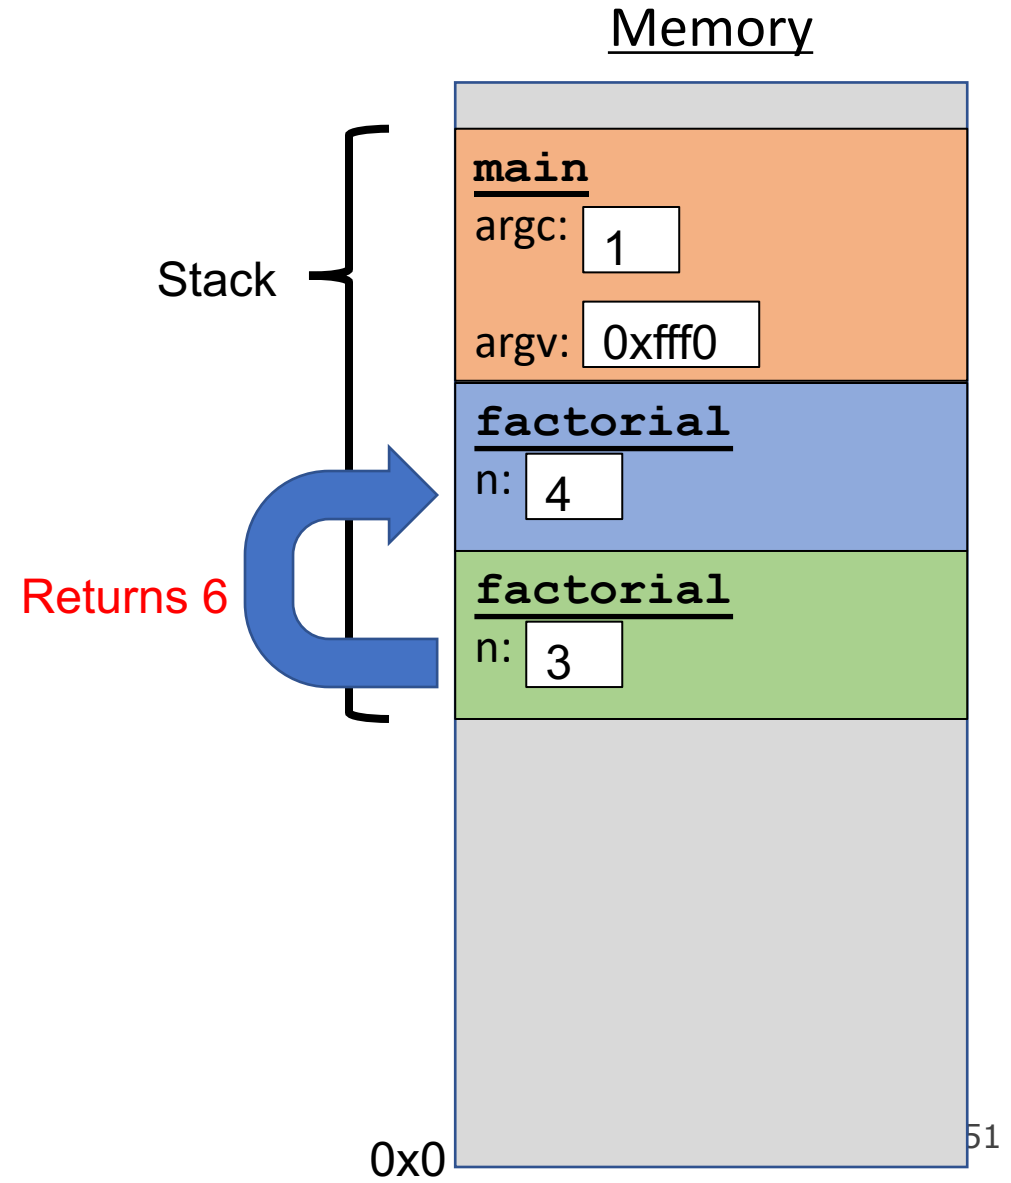 Memory
main
argc: 1
Stack
argv: 0xfff0
factorial
n: 4
Returns 6
factorial
n: 3
0x0
51